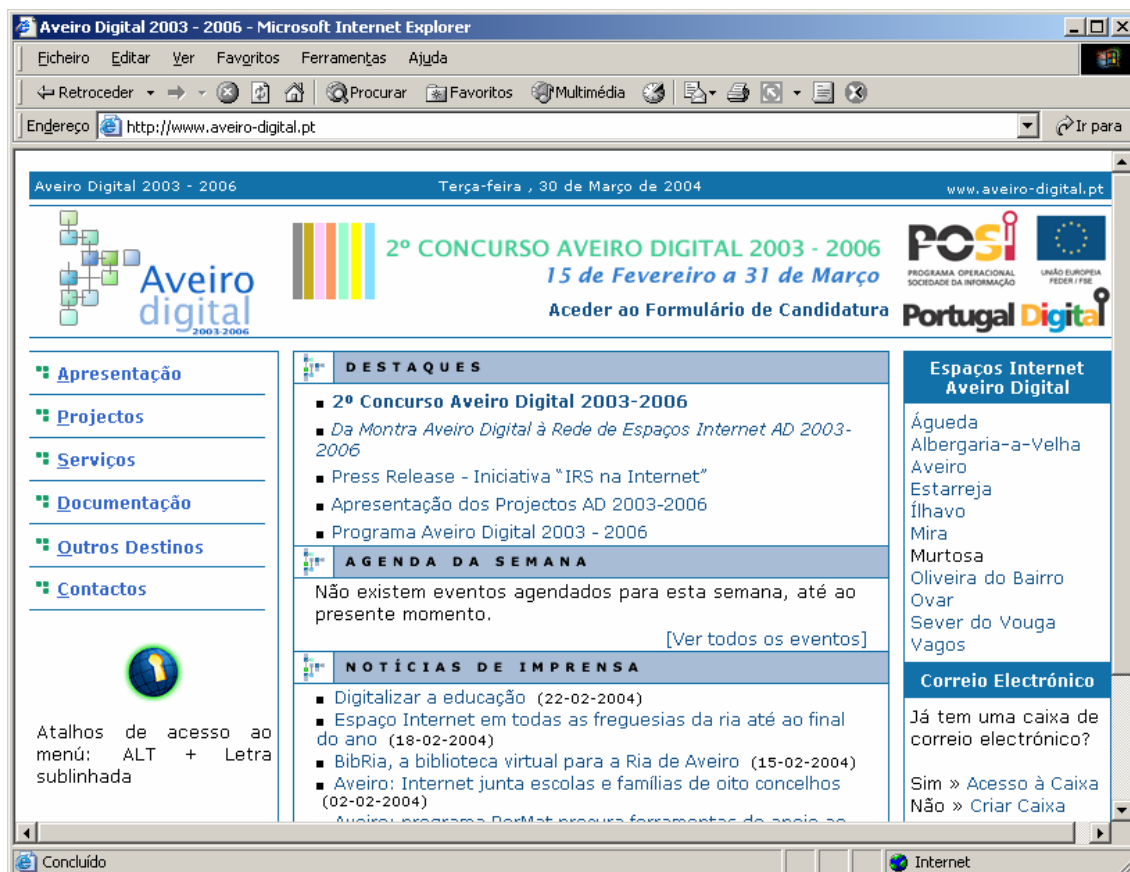 Aveiro Digital 2003 - 2006 - Microsoft Internet Explorer
Ficheiro Editar Ver Favoritos Ferramentas Ajuda
Retroceder Procurar Favoritos Multimédia
Endereço http://www.aveiro-digital.pt Ir para
Aveiro Digital 2003 - 2006 Terça-feira , 30 de Março de 2004 www.aveiro-digital.pt
Aveiro
digital
2003-2006
2º CONCURSO AVEIRO DIGITAL 2003 - 2006
15 de Fevereiro a 31 de Março
Aceder ao Formulário de Candidatura
POSI
PROGRAMA OPERACIONAL
SOCIEDADE DA INFORMAÇÃO
UNIÃO EUROPEIA
FEDER / FSE
Portugal Digital
Apresentação
Projectos
Serviços
Documentação
Outros Destinos
Contactos
Atalhos de acesso ao
menú: ALT + Letra
sublinhada
DESTAQUES
2º Concurso Aveiro Digital 2003-2006
Da Montra Aveiro Digital à Rede de Espaços Internet AD 2003-
2006
Press Release - Iniciativa “IRS na Internet”
Apresentação dos Projectos AD 2003-2006
Programa Aveiro Digital 2003 - 2006
AGENDA DA SEMANA
Não existem eventos agendados para esta semana, até ao
presente momento.
[Ver todos os eventos]
NOTÍCIAS DE IMPRENSA
Digitalizar a educação (22-02-2004)
Espaço Internet em todas as freguesias da ria até ao final
do ano (18-02-2004)
BibRia, a biblioteca virtual para a Ria de Aveiro (15-02-2004)
Aveiro: Internet junta escolas e famílias de oito concelhos
(02-02-2004)
Aveiro: programa PerMat procura ferramentas de apoio ao
Espaços Internet
Aveiro Digital
Águeda
Albergaria-a-Velha
Aveiro
Estarreja
Ílhavo
Mira
Murtosa
Oliveira do Bairro
Ovar
Sever do Vouga
Vagos
Correio Electrónico
Já tem uma caixa de
correio electrónico?
Sim » Acesso à Caixa
Não » Criar Caixa
Concluído Internet